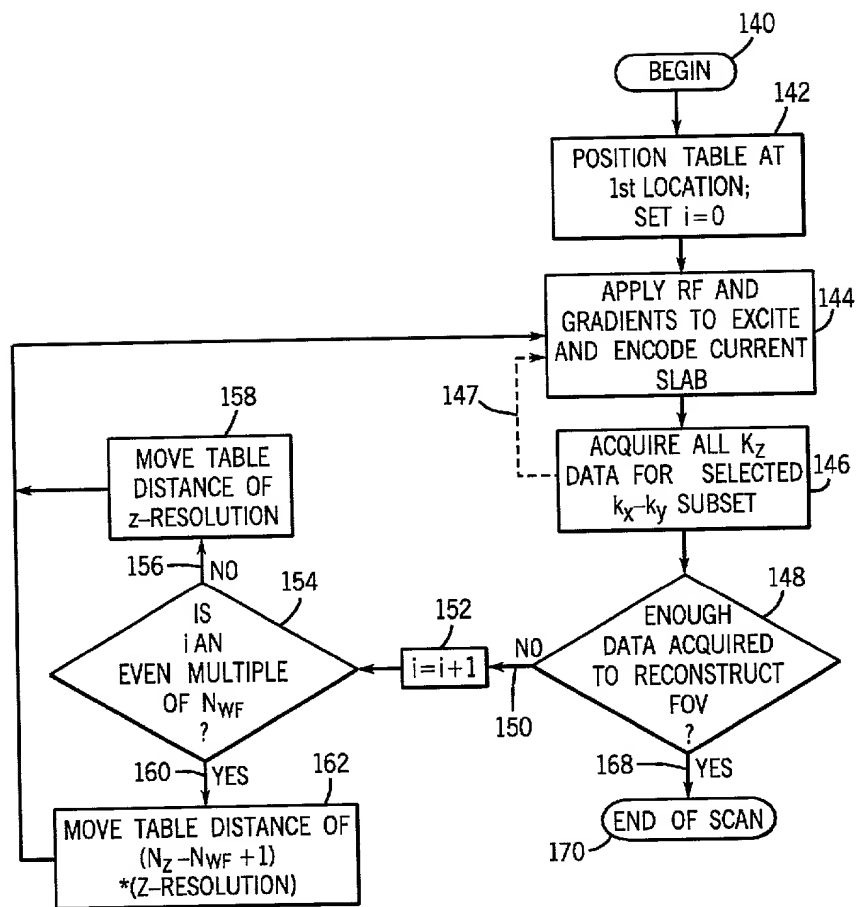 140
BEGIN
142
POSITION TABLE AT
1st LOCATION;
SET i=0
APPLY RF AND
GRADIENTS TO EXCITE
AND ENCODE CURRENT
SLAB
144
147
ACQUIRE ALL KZ
DATA FOR SELECTED
kx–ky SUBSET
146
148
ENOUGH
DATA ACQUIRED
TO RECONSTRUCT
FOV
?
NO
150
152
i=i+1
154
IS
i AN
EVEN MULTIPLE
OF NWF
?
156
NO
158
MOVE TABLE
DISTANCE OF
z–RESOLUTION
160
YES
162
MOVE TABLE DISTANCE OF
(NZ–NWF+1)
*(Z–RESOLUTION)
168
YES
END OF SCAN
170